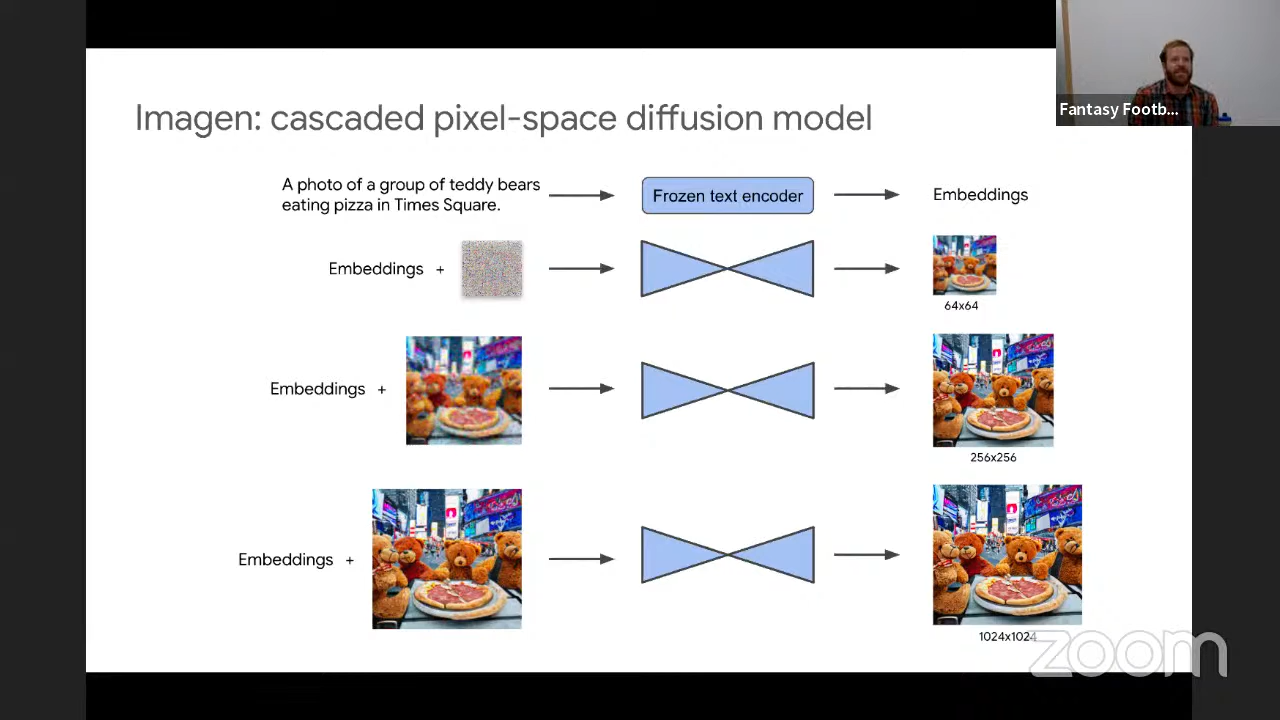 Imagen: cascaded pixel-space diffusion model
Fantasy Footb...
A photo of a group of teddy bears
eating pizza in Times Square.
Frozen text encoder
Embeddings
Embeddings +
64x64
Embeddings +
256x256
Embeddings +
1024x1024
zoom